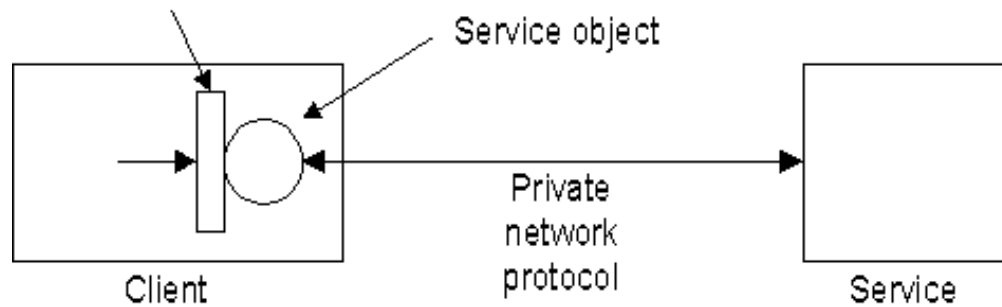 Service object
Private
network
protocol
Client
Service